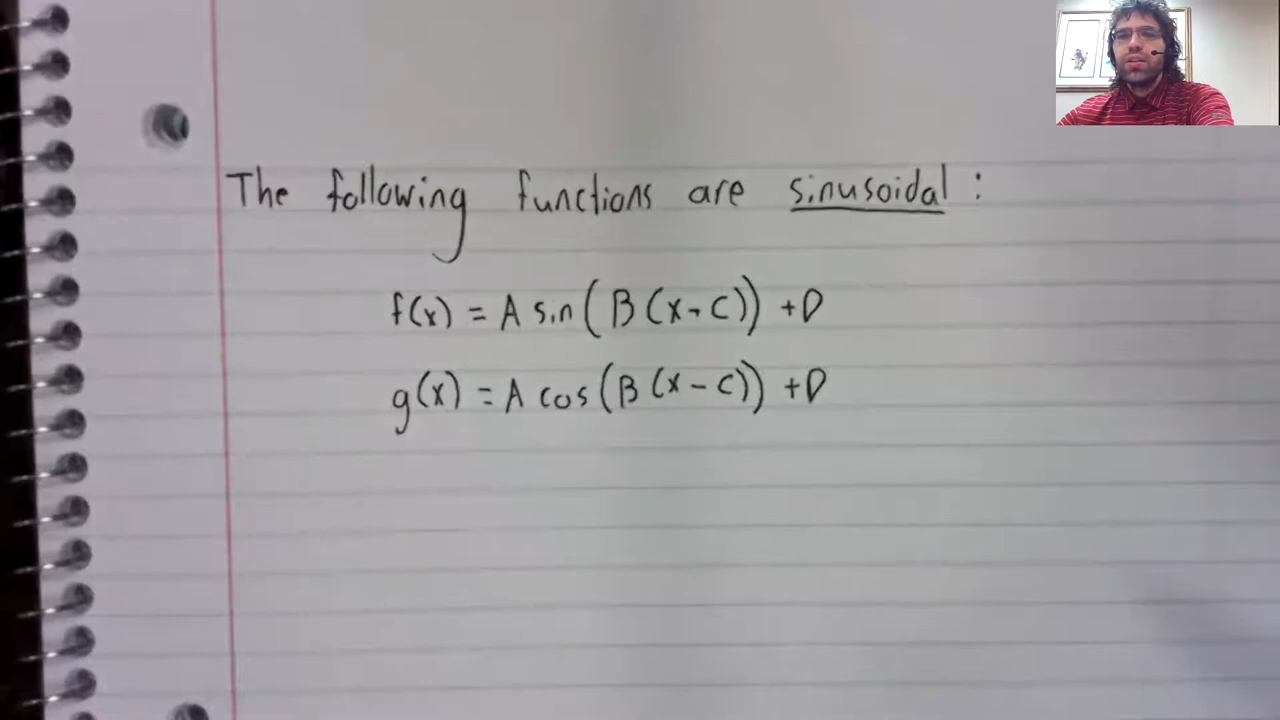 The following functions are sinusoidal :
f(x) = A sin(B(x-C)) +D
g(x) = A cos(B(x-C)) +D